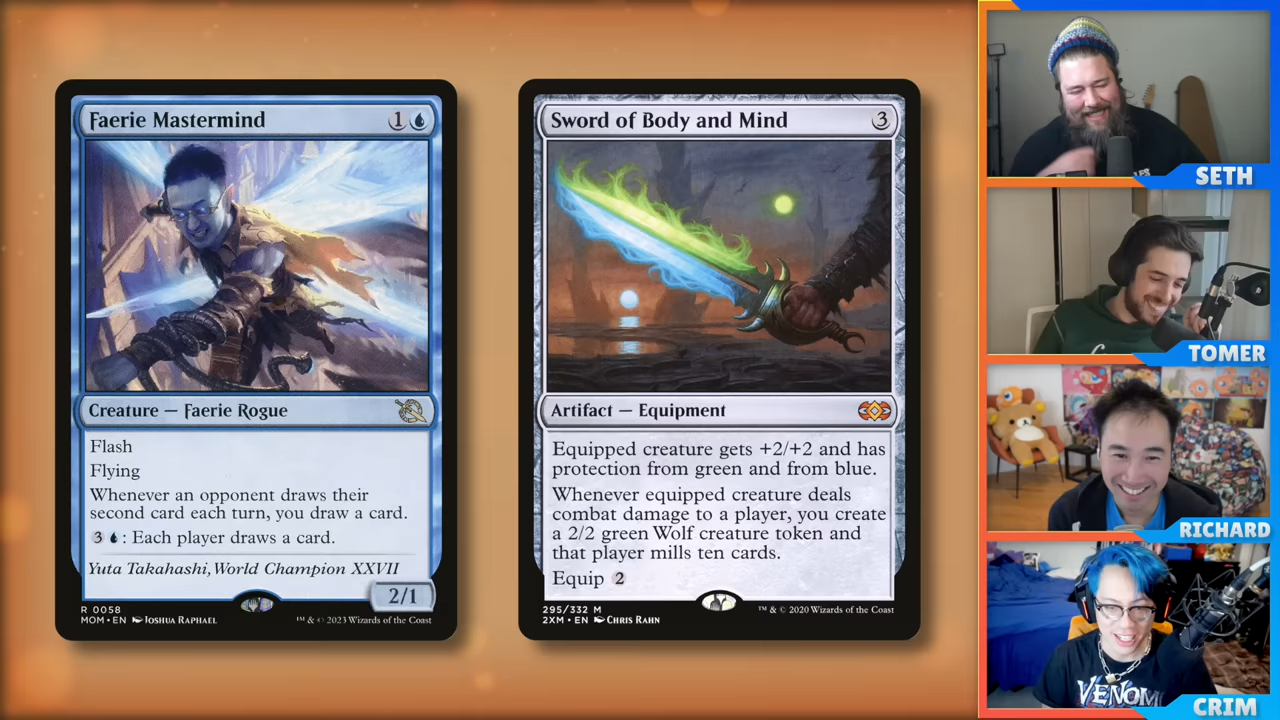 Faerie Mastermind 1
Creature — Faerie Rogue
Flash
Flying
Whenever an opponent draws their
second card each turn, you draw a card.
3 : Each player draws a card.
Yuta Takahashi, World Champion XXVII
2/1
R 0058
MOM • EN Joshua Raphael
™ & © 2023 Wizards of the Coast
Sword of Body and Mind 3
Artifact — Equipment
Equipped creature gets +2/+2 and has
protection from green and from blue.
Whenever equipped creature deals
combat damage to a player, you create
a 2/2 green Wolf creature token and
that player mills ten cards.
Equip 2
295/332 M
2XM • EN Chris Rahn
™ & © 2020 Wizards of the Coast
SETH
TOMER
RICHARD
VENOM
CRIM